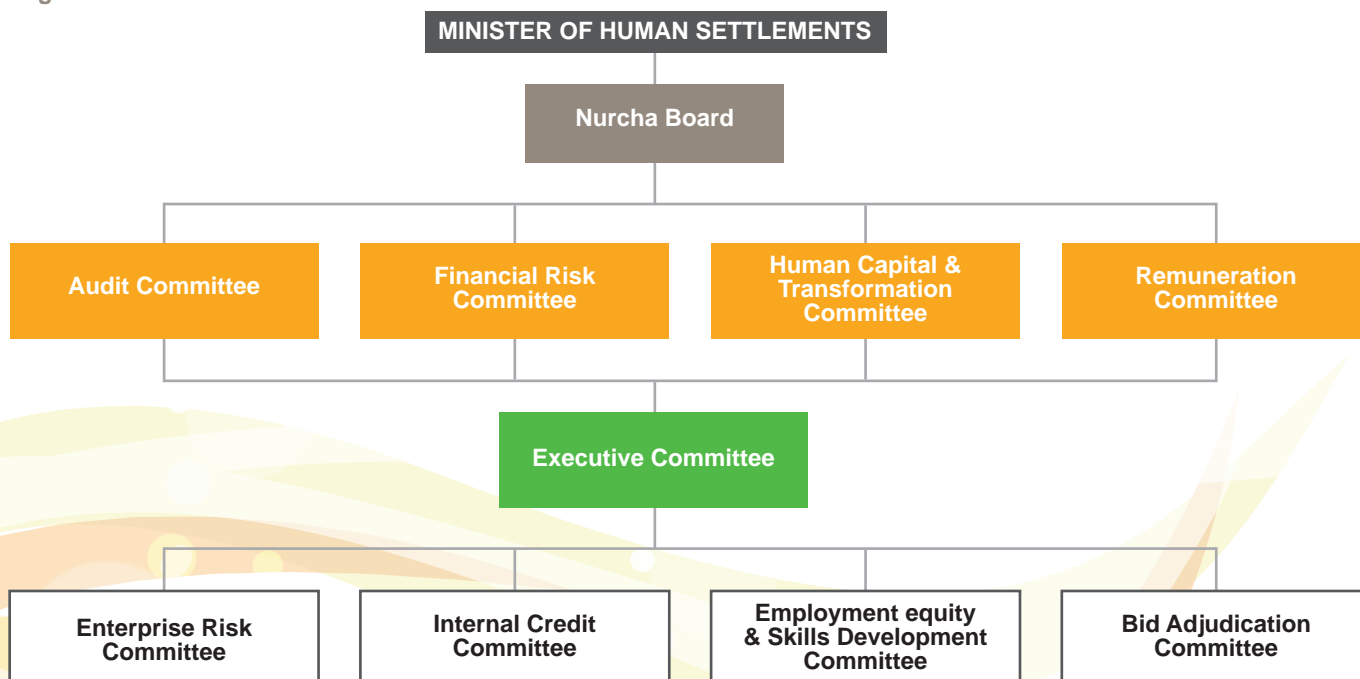 MINISTER OF HUMAN SETTLEMENTS
Nurcha Board
Audit Committee
Financial Risk
Committee
Human Capital &
Transformation
Committee
Remuneration
Committee
Executive Committee
Enterprise Risk
Committee
Internal Credit
Committee
Employment equity
& Skills Development
Committee
Bid Adjudication
Committee